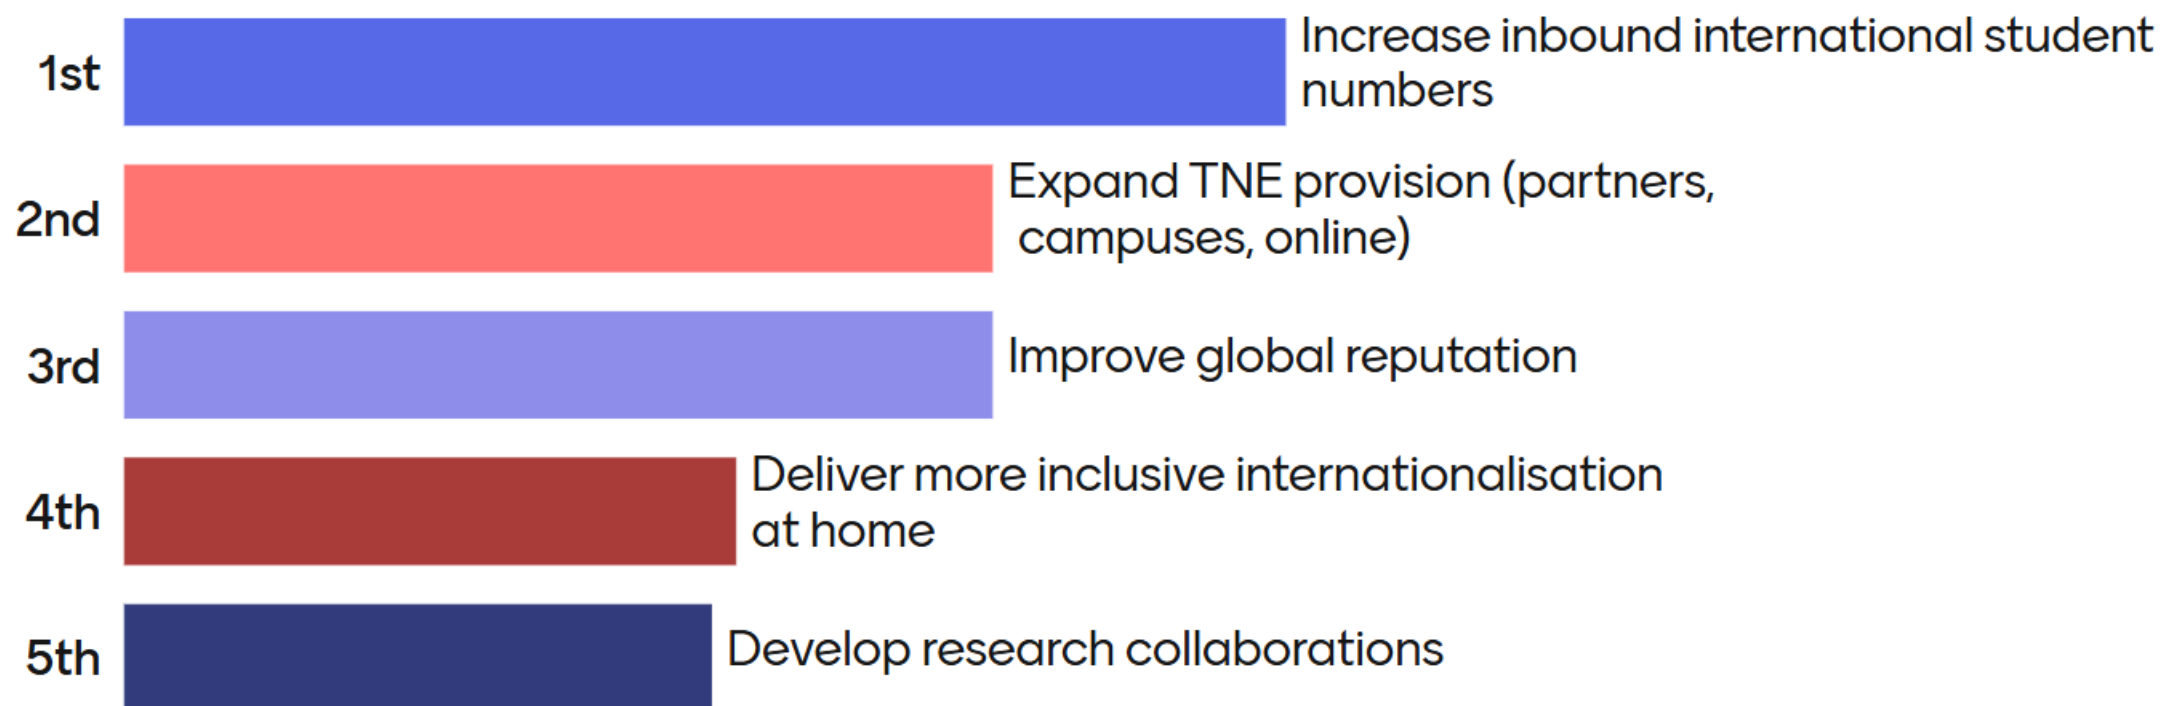 1st
Increase inbound international student
numbers
2nd
Expand TNE provision (partners,
campuses, online)
3rd
Improve global reputation
4th
Deliver more inclusive internationalisation
at home
5th
Develop research collaborations